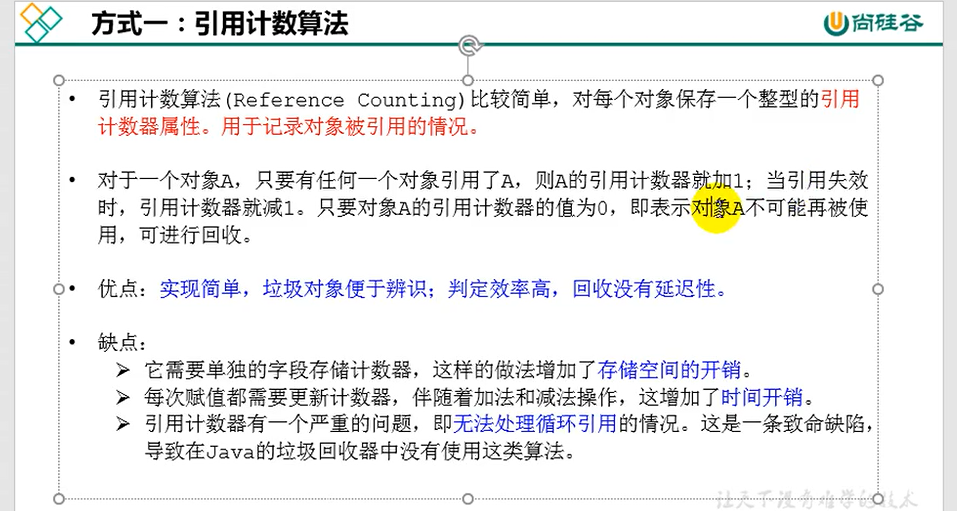 方式一：引用计数算法
尚硅谷
• 引用计数算法(Reference Counting)比较简单，对每个对象保存一个整型的引用
计数器属性。用于记录对象被引用的情况。
• 对于一个对象A，只要有任何一个对象引用了A，则A的引用计数器就加1；当引用失效
时，引用计数器就减1。只要对象A的引用计数器的值为0，即表示对象A不可能再被使
用，可进行回收。
• 优点：实现简单，垃圾对象便于辨识；判定效率高，回收没有延迟性。
• 缺点：
➢ 它需要单独的字段存储计数器，这样的做法增加了存储空间的开销。
➢ 每次赋值都需要更新计数器，伴随着加法和减法操作，这增加了时间开销。
➢ 引用计数器有一个严重的问题，即无法处理循环引用的情况。这是一条致命缺陷，
导致在Java的垃圾回收器中没有使用这类算法。
让天下没有难学的技术